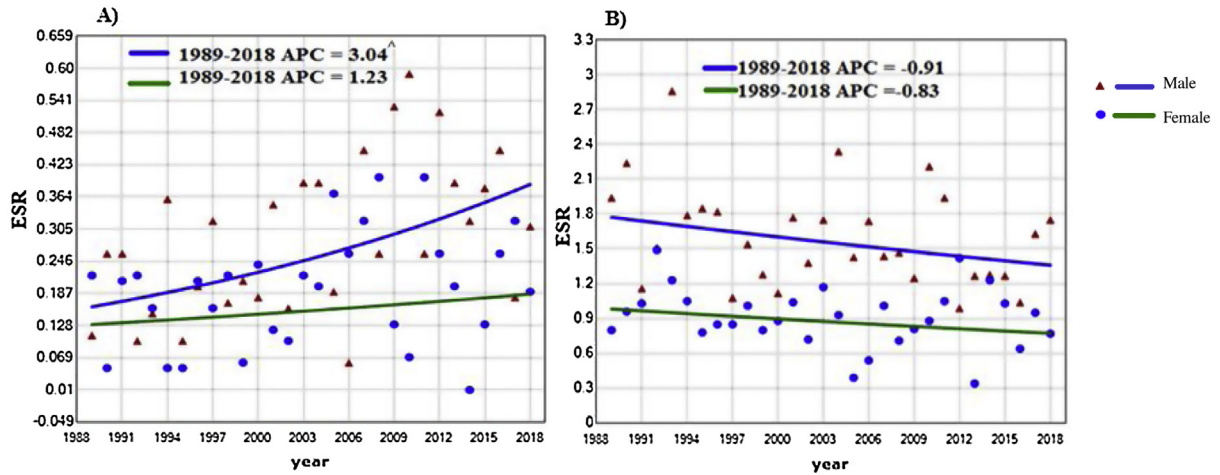 A)
ESR
0.659
0.60
0.541
0.482
0.423
0.364
0.305
0.246
0.187
0.128
0.069
0.01
-0.049
1989-2018 APC = 3.04^
1989-2018 APC = 1.23
1988 1991 1994 1997 2000 2003 2006 2009 2012 2015 2018
year
B)
ESR
3.3
3
2.7
2.4
2.1
1.8
1.5
1.2
0.9
0.6
0.3
0
1989-2018 APC = -0.91
1989-2018 APC =-0.83
1988 1991 1994 1997 2000 2003 2006 2009 2012 2015 2018
year
Male
Female